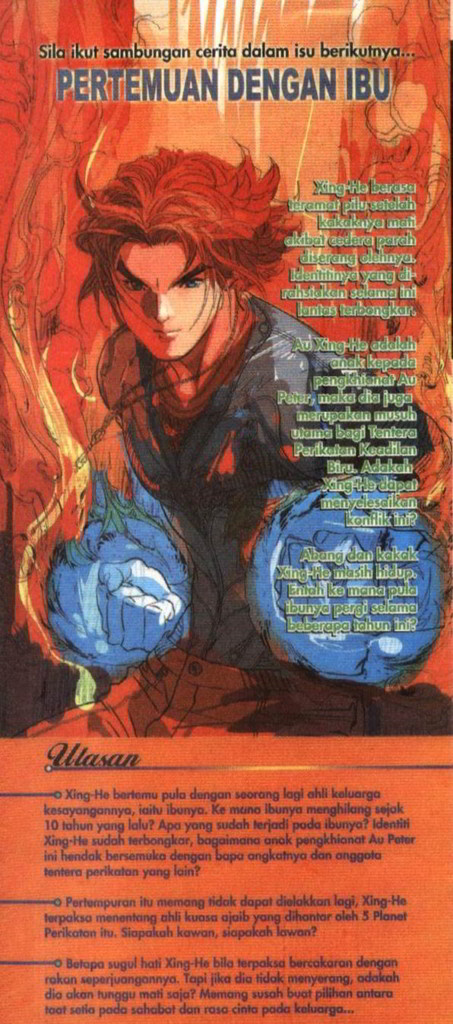 Sila ikut sambungan cerita dalam isu berikutnya...
PERTEMUAN DENGAN IBU
Xing-He berasa
teramat pilu setelah
kakaknya mati
akibat cedera parah
diserang olehnya.
Identitinya yang di-
rahsiakan selama ini
lantas terbongkar.
Au Xing-He adalah
anak kepada
pengkhianat Au
Peter, maka dia juga
merupakan musuh
utama bagi Tentera
Perikatan Keadilan
Biru. Adakah
Xing-He dapat
menyelesaikan
konflik ini?
Abang dan kakak
Xing-He masih hidup.
Entah ke mana pula
ibunya pergi selama
beberapa tahun ini?
Ulasan
Xing-He bertemu pula dengan seorang lagi ahli keluarga
kesayangannya, iaitu ibunya. Ke mana ibunya menghilang sejak
10 tahun yang lalu? Apa yang sudah terjadi pada ibunya? Identiti
Xing-He sudah terbongkar, bagaimana anak pengkhianat Au Peter
ini hendak bersemuka dengan bapa angkatnya dan anggota
tentera perikatan yang lain?
Pertempuran itu memang tidak dapat dielakkan lagi, Xing-He
terpaksa menentang ahli kuasa ajaib yang dihantar oleh 5 Planet
Perikatan itu. Siapakah kawan, siapakah lawan?
Betapa sugul hati Xing-He bila terpaksa bercakaran dengan
rakan seperjuangannya. Tapi jika dia tidak menyerang, adakah
dia akan tunggu mati saja? Memang susah buat pilihan antara
taat setia pada sahabat dan rasa cinta pada keluarga...